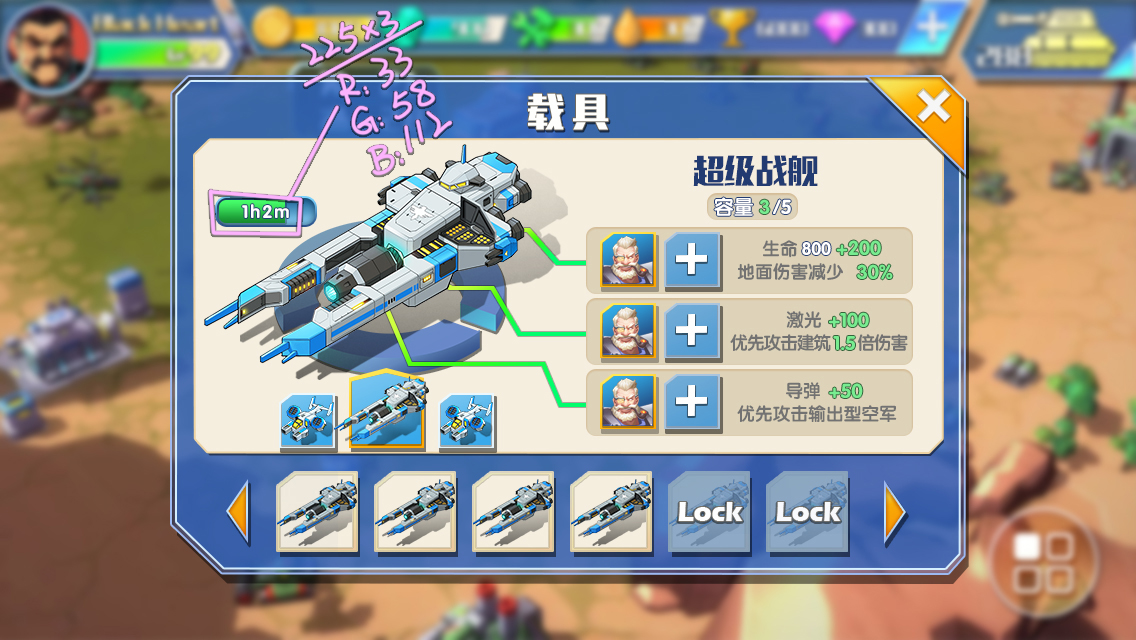 225×3
R: 33
G: 58
B: 112
载具
1h2m
超级战舰
容量 3/5
生命 800 +200
地面伤害减少 30%
激光 +100
优先攻击建筑1.5倍伤害
导弹 +50
优先攻击输出型空军
Lock
Lock